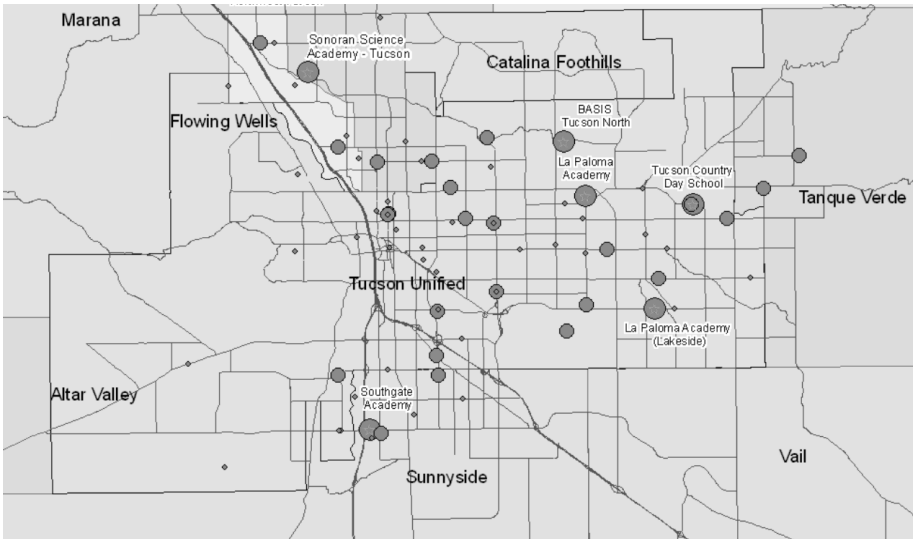 Marana
Sonoran Science
Academy - Tucson
Catalina Foothills
BASIS
Tucson North
Flowing Wells
La Paloma
Academy
Tucson Country
Day School
Tanque Verde
Tucson Unified
La Paloma Academy
(Lakeside)
Altar Valley
Southgate
Academy
Vail
Sunnyside